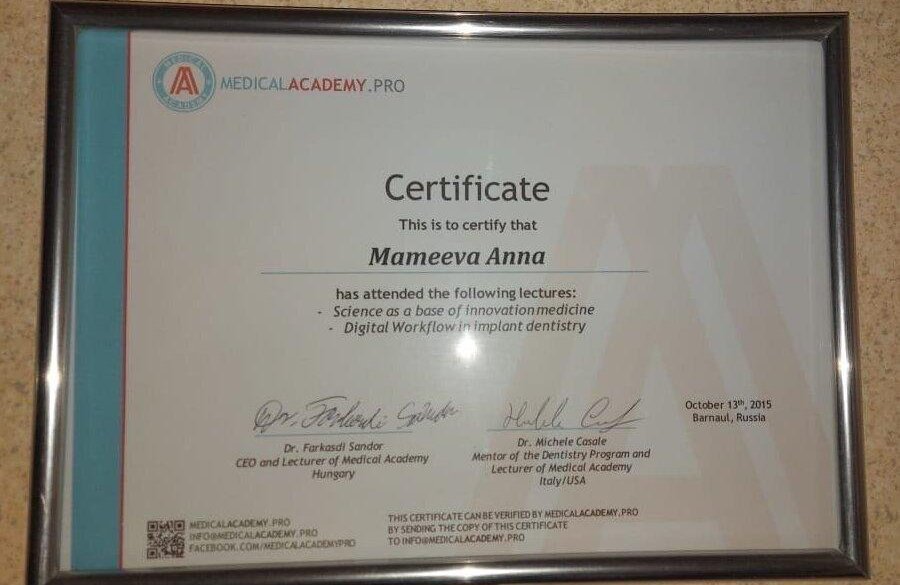 MEDICALACADEMY.PRO
Certificate
This is to certify that
Mameeva Anna
has attended the following lectures:
- Science as a base of innovation medicine
- Digital Workflow in implant dentistry
Dr. Farkasdi Sandor
Dr. Farkasdi Sandor
CEO and Lecturer of Medical Academy
Hungary
Dr. Michele Casale
Mentor of the Dentistry Program and
Lecturer of Medical Academy
Italy/USA
October 13th, 2015
Barnaul, Russia
MEDICALACADEMY.PRO
INFO@MEDICALACADEMY.PRO
FACEBOOK.COM/MEDICALACADEMYPRO
THIS CERTIFICATE CAN BE VERIFIED BY MEDICALACADEMY.PRO
BY SENDING THE COPY OF THIS CERTIFICATE
TO INFO@MEDICALACADEMY.PRO